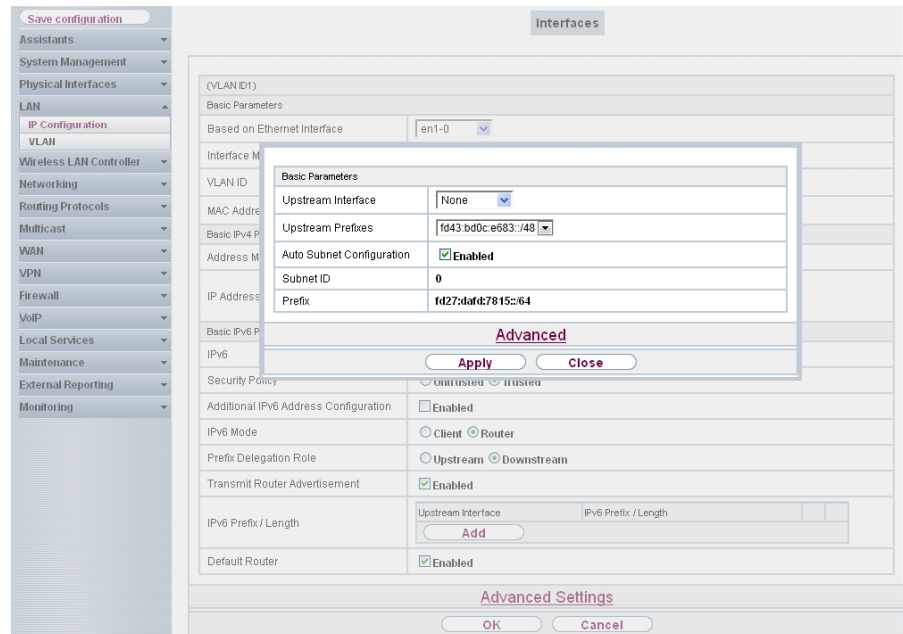 Save configuration
Assistants
System Management
Physical Interfaces
LAN
IP Configuration
VLAN
Wireless LAN Controller
Networking
Routing Protocols
Multicast
WAN
VPN
Firewall
VoIP
Local Services
Maintenance
External Reporting
Monitoring
Interfaces
(VLAN ID1)
Basic Parameters
Based on Ethernet Interface en1-0
Interface M
VLAN ID
MAC Addre
Basic IPv4 P
Address M
IP Address
Basic IPv6 P
IPv6
Basic Parameters
Upstream Interface None
Upstream Prefixes fd43:bd0c:e683::/48
Auto Subnet Configuration Enabled
Subnet ID 0
Prefix fd27:dafd:7815::/64
Advanced
Apply Close
Security Policy Untrusted Trusted
Additional IPv6 Address Configuration Enabled
IPv6 Mode Client Router
Prefix Delegation Role Upstream Downstream
Transmit Router Advertisement Enabled
IPv6 Prefix / Length
Upstream Interface IPv6 Prefix / Length
Add
Default Router Enabled
Advanced Settings
OK Cancel